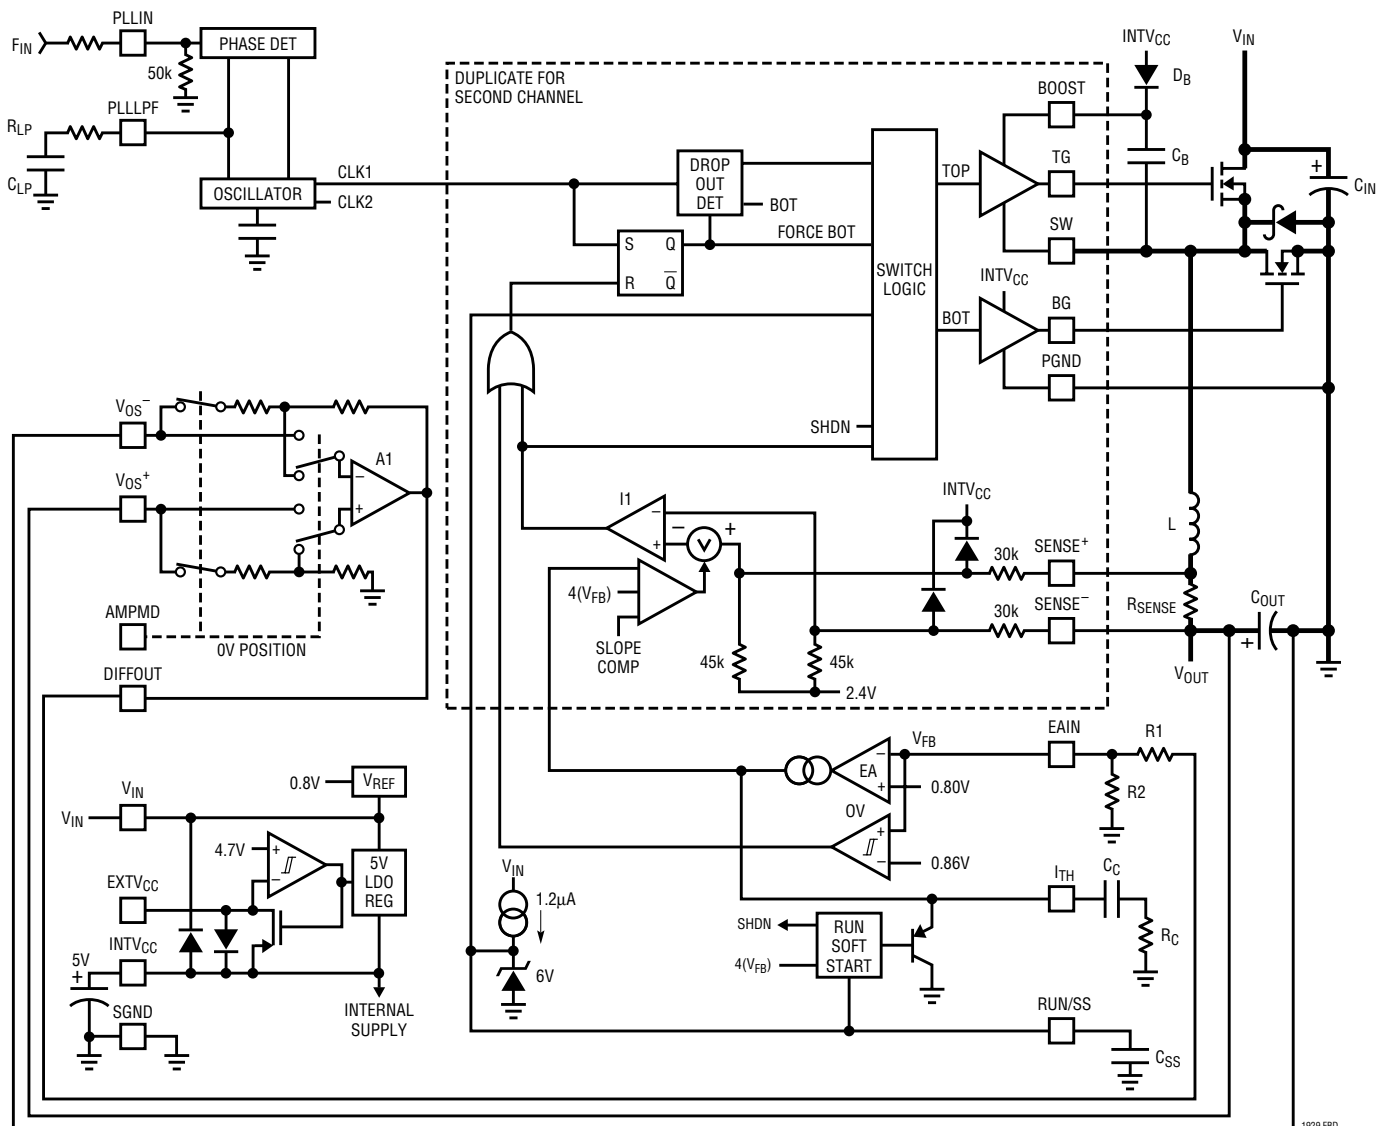 PLLIN
F_IN
PHASE DET
50k
PLLLPF
R_LP
C_LP
OSCILLATOR
CLK1
CLK2
DUPLICATE FOR
SECOND CHANNEL
DROP
OUT
DET
BOT
S
Q
R
Q̅
FORCE BOT
SWITCH
LOGIC
TOP
BOT
INTV_CC
SHDN
BOOST
TG
SW
BG
PGND
INTV_CC
D_B
C_B
V_IN
+
C_IN
V_OS^−
V_OS^+
A1
−
+
AMPMD
0V POSITION
DIFFOUT
I1
−
+
−
V
+
4(V_FB)
SLOPE
COMP
45k
45k
2.4V
INTV_CC
30k
SENSE^+
30k
SENSE^−
L
R_SENSE
C_OUT
+
V_OUT
EAIN
R1
R2
V_FB
−
EA
+
0.80V
OV
+
−
0.86V
0.8V
V_REF
V_IN
V_IN
4.7V
+
−
5V
LDO
REG
EXTV_CC
INTV_CC
5V
+
SGND
INTERNAL
SUPPLY
V_IN
1.2µA
6V
SHDN
4(V_FB)
RUN
SOFT
START
I_TH
C_C
R_C
RUN/SS
C_SS
1929 FBD